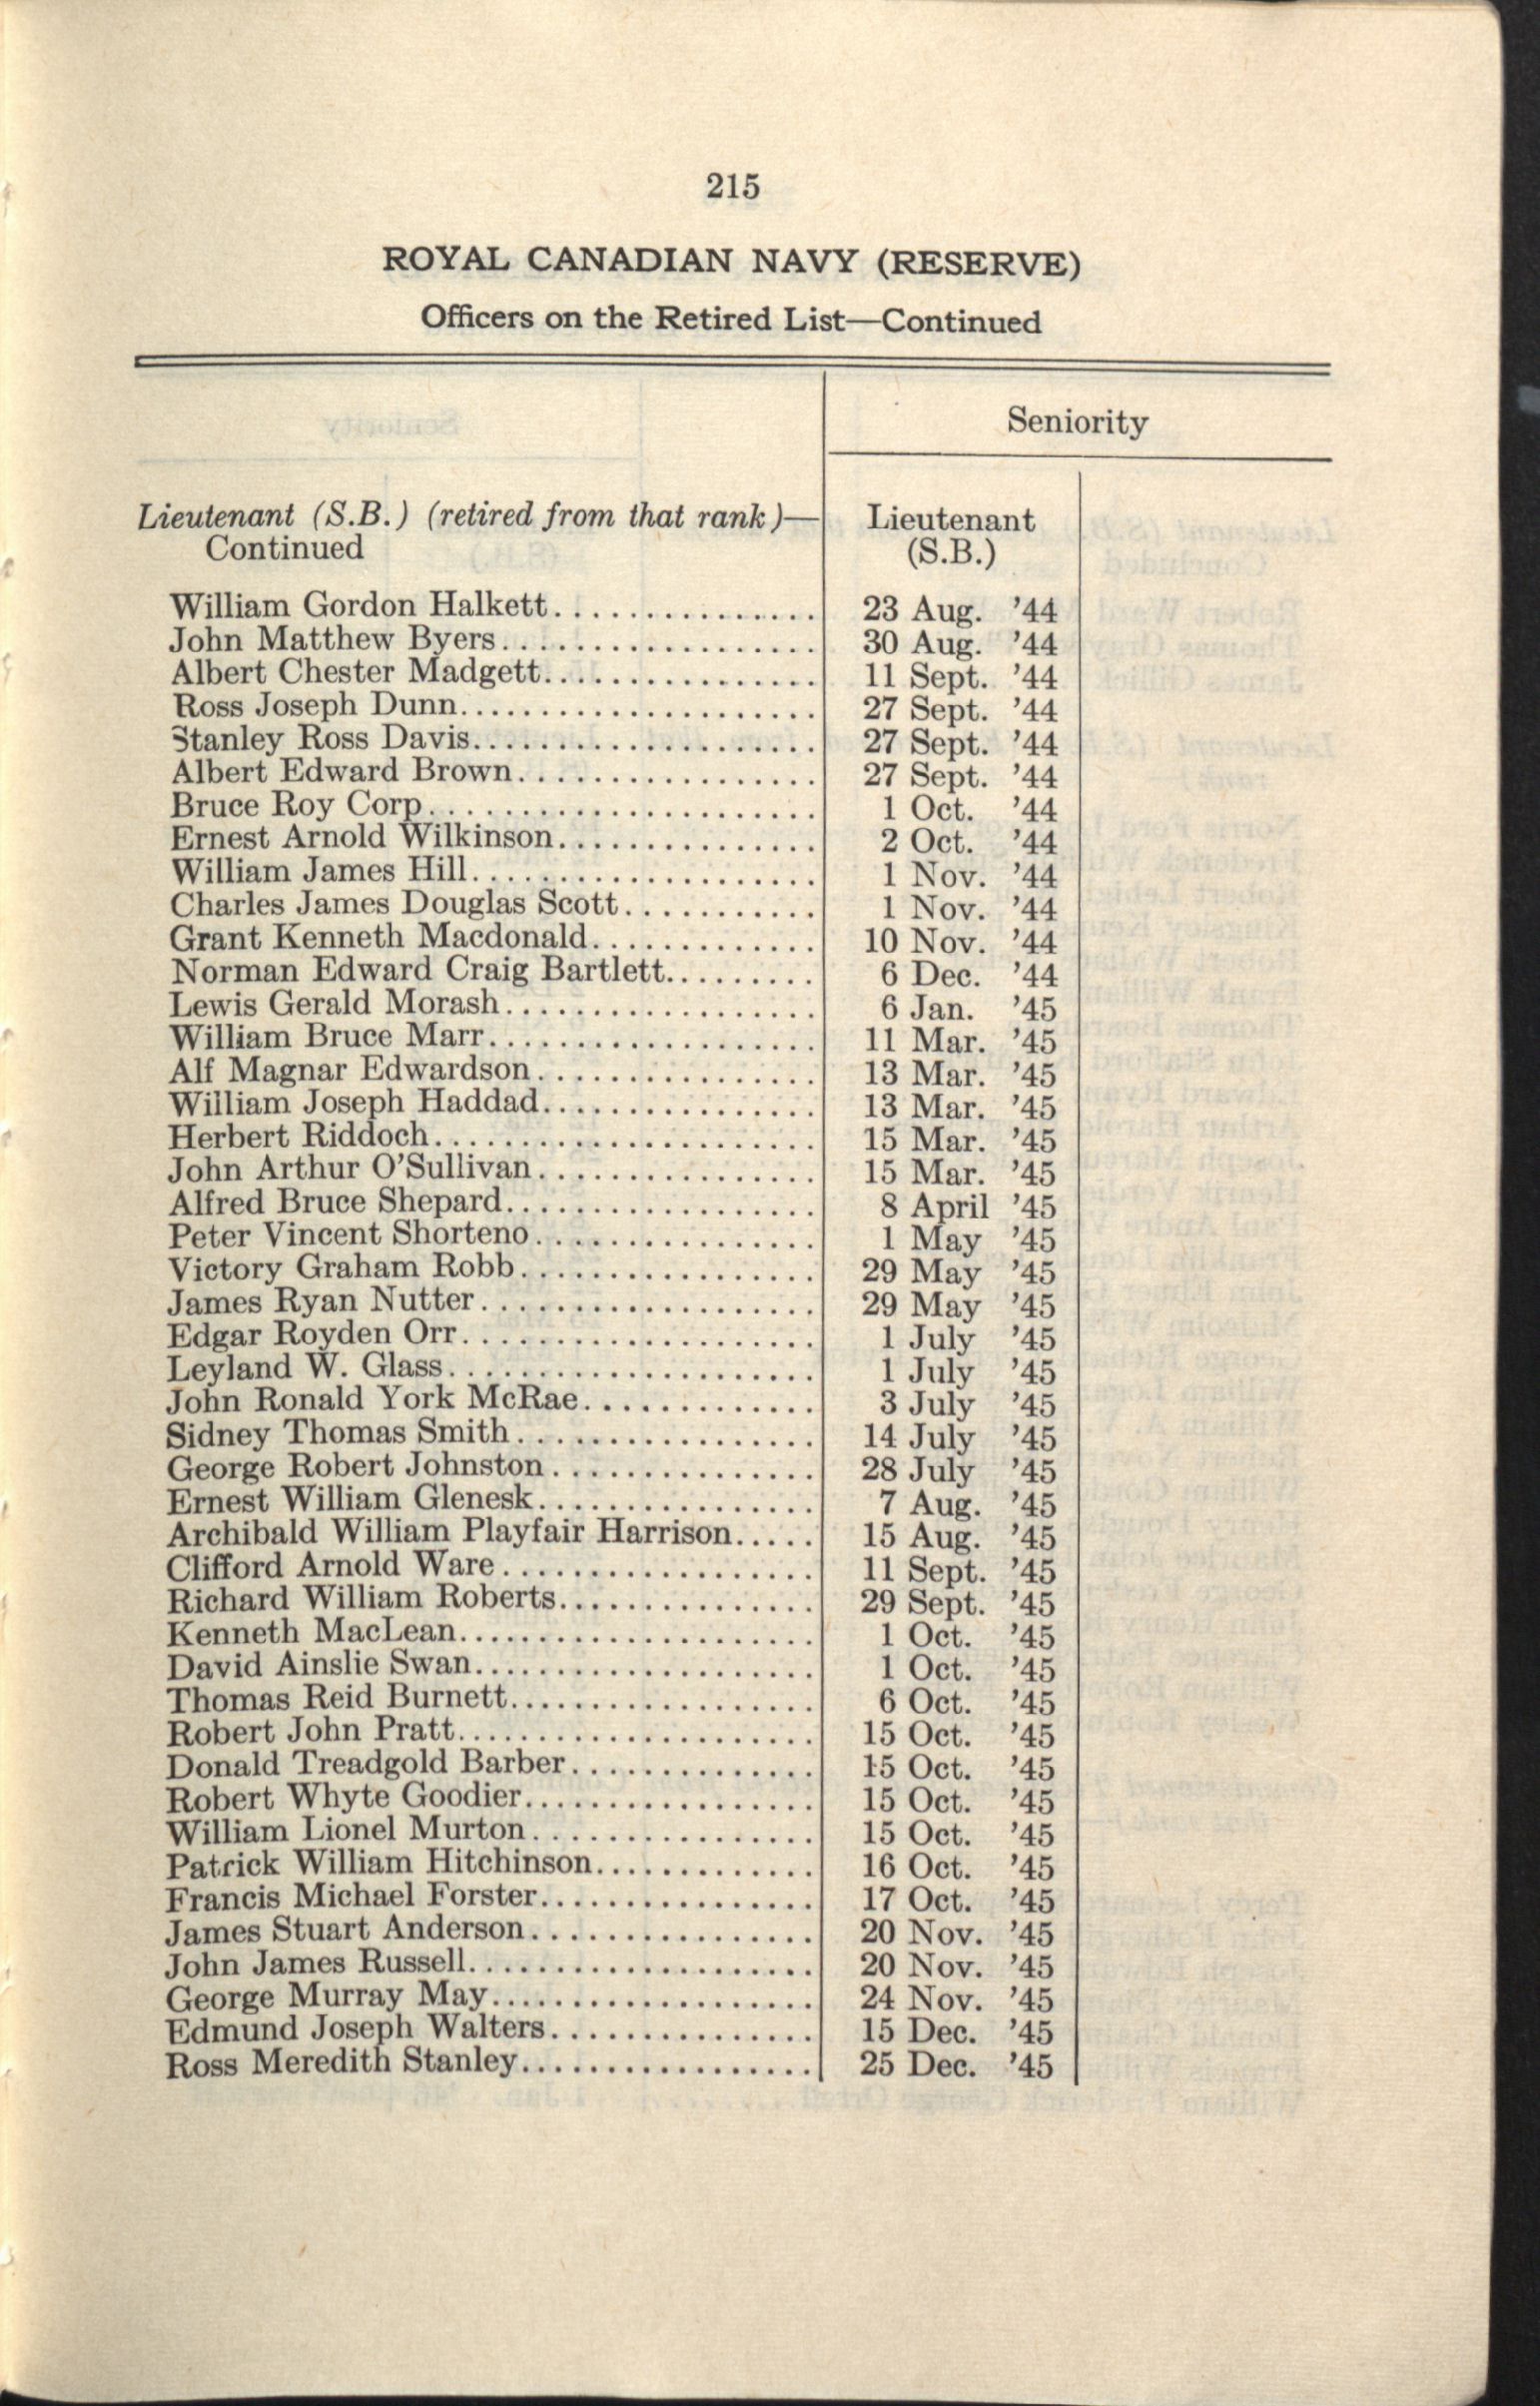 215
ROYAL CANADIAN NAVY (RESERVE)
Officers on the Retired List—Continued
Seniority
Lieutenant (S.B.) (retired from that rank)— Lieutenant
Continued (S.B.)
William Gordon Halkett................ 23 Aug. ’44
John Matthew Byers.................. 30 Aug. ’44
Albert Chester Madgett................ 11 Sept. ’44
Ross Joseph Dunn...................... 27 Sept. ’44
Stanley Ross Davis..................... 27 Sept. ’44
Albert Edward Brown.................. 27 Sept. ’44
Bruce Roy Corp........................ 1 Oct. ’44
Ernest Arnold Wilkinson............... 2 Oct. ’44
William James Hill..................... 1 Nov. ’44
Charles James Douglas Scott............ 1 Nov. ’44
Grant Kenneth Macdonald.............. 10 Nov. ’44
Norman Edward Craig Bartlett......... 6 Dec. ’44
Lewis Gerald Morash................... 6 Jan. ’45
William Bruce Marr.................... 11 Mar. ’45
Alf Magnar Edwardson................. 13 Mar. ’45
William Joseph Haddad................. 13 Mar. ’45
Herbert Riddoch....................... 15 Mar. ’45
John Arthur O’Sullivan................. 15 Mar. ’45
Alfred Bruce Shepard................... 8 April ’45
Peter Vincent Shorteno................. 1 May ’45
Victory Graham Robb.................. 29 May ’45
James Ryan Nutter.................... 29 May ’45
Edgar Royden Orr...................... 1 July ’45
Leyland W. Glass...................... 1 July ’45
John Ronald York McRae.............. 3 July ’45
Sidney Thomas Smith.................. 14 July ’45
George Robert Johnston................ 28 July ’45
Ernest William Glenesk................. 7 Aug. ’45
Archibald William Playfair Harrison..... 15 Aug. ’45
Clifford Arnold Ware................... 11 Sept. ’45
Richard William Roberts................ 29 Sept. ’45
Kenneth MacLean...................... 1 Oct. ’45
David Ainslie Swan..................... 1 Oct. ’45
Thomas Reid Burnett................... 6 Oct. ’45
Robert John Pratt...................... 15 Oct. ’45
Donald Treadgold Barber............... 15 Oct. ’45
Robert Whyte Goodier.................. 15 Oct. ’45
William Lionel Murton.................. 15 Oct. ’45
Patrick William Hitchinson............. 16 Oct. ’45
Francis Michael Forster................. 17 Oct. ’45
James Stuart Anderson................. 20 Nov. ’45
John James Russell..................... 20 Nov. ’45
George Murray May.................... 24 Nov. ’45
Edmund Joseph Walters................ 15 Dec. ’45
Ross Meredith Stanley.................. 25 Dec. ’45